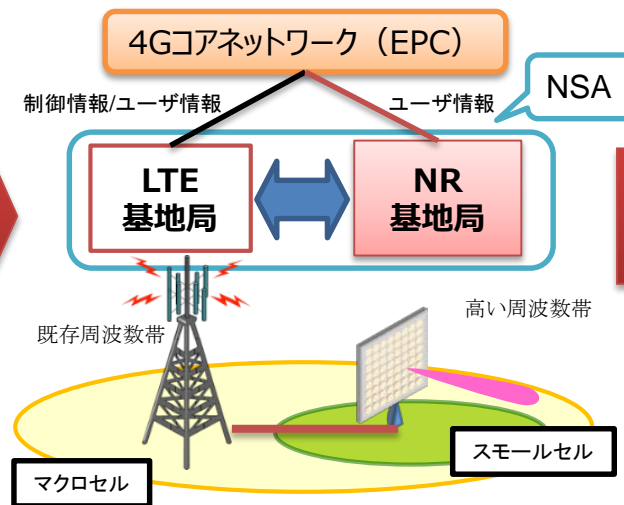 4Gコアネットワーク（EPC）
制御情報/ユーザ情報
ユーザ情報
NSA
LTE
基地局
NR
基地局
既存周波数帯
高い周波数帯
スモールセル
マクロセル